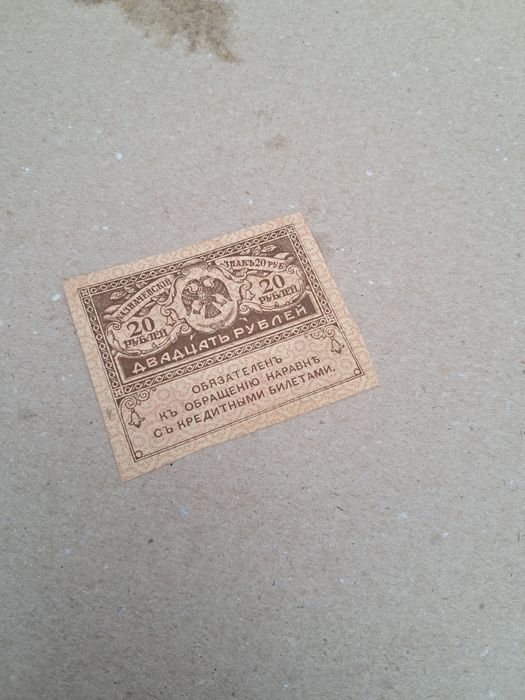 КАЗНАЧЕЙСКІЙ ЗНАКЪ 20 РУБ
20 РУБЛЕЙ
20 РУБЛЕЙ
ДВАДЦАТЬ РУБЛЕЙ
ОБЯЗАТЕЛЕНЪ
КЪ ОБРАЩЕНІЮ НАРАВНѢ
СЪ КРЕДИТНЫМИ БИЛЕТАМИ.